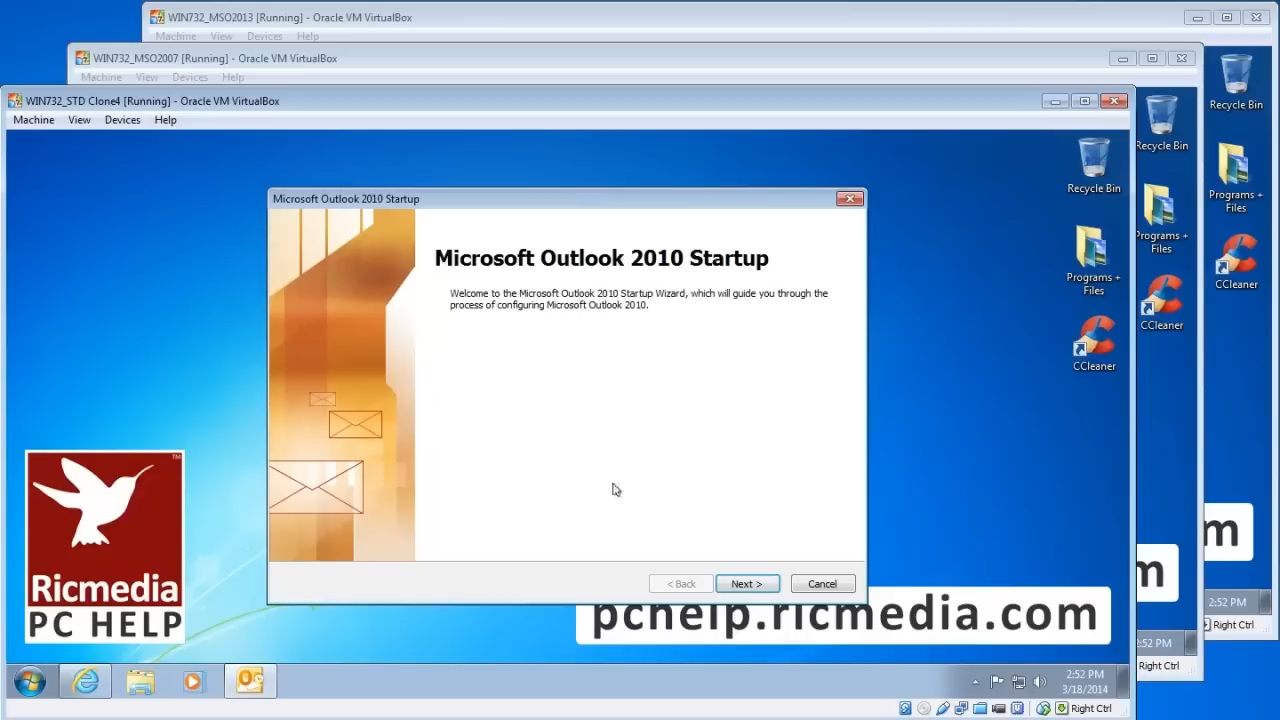 WIN732_MSO2013 [Running] - Oracle VM VirtualBox
Machine View Devices Help
WIN732_MSO2007 [Running] - Oracle VM VirtualBox
Machine View Devices Help
WIN732_STD Clone4 [Running] - Oracle VM VirtualBox
Machine View Devices Help
Recycle Bin
Programs + Files
CCleaner
Recycle Bin
Programs + Files
CCleaner
Recycle Bin
Programs + Files
CCleaner
Microsoft Outlook 2010 Startup
Microsoft Outlook 2010 Startup
Welcome to the Microsoft Outlook 2010 Startup Wizard, which will guide you through the
process of configuring Microsoft Outlook 2010.
< Back Next > Cancel
TM
Ricmedia
PC HELP
pchelp.ricmedia.com
m
m
2:52 PM
3/18/2014
Right Ctrl
:52 PM
Right Ctrl
2:52 PM
Right Ctrl